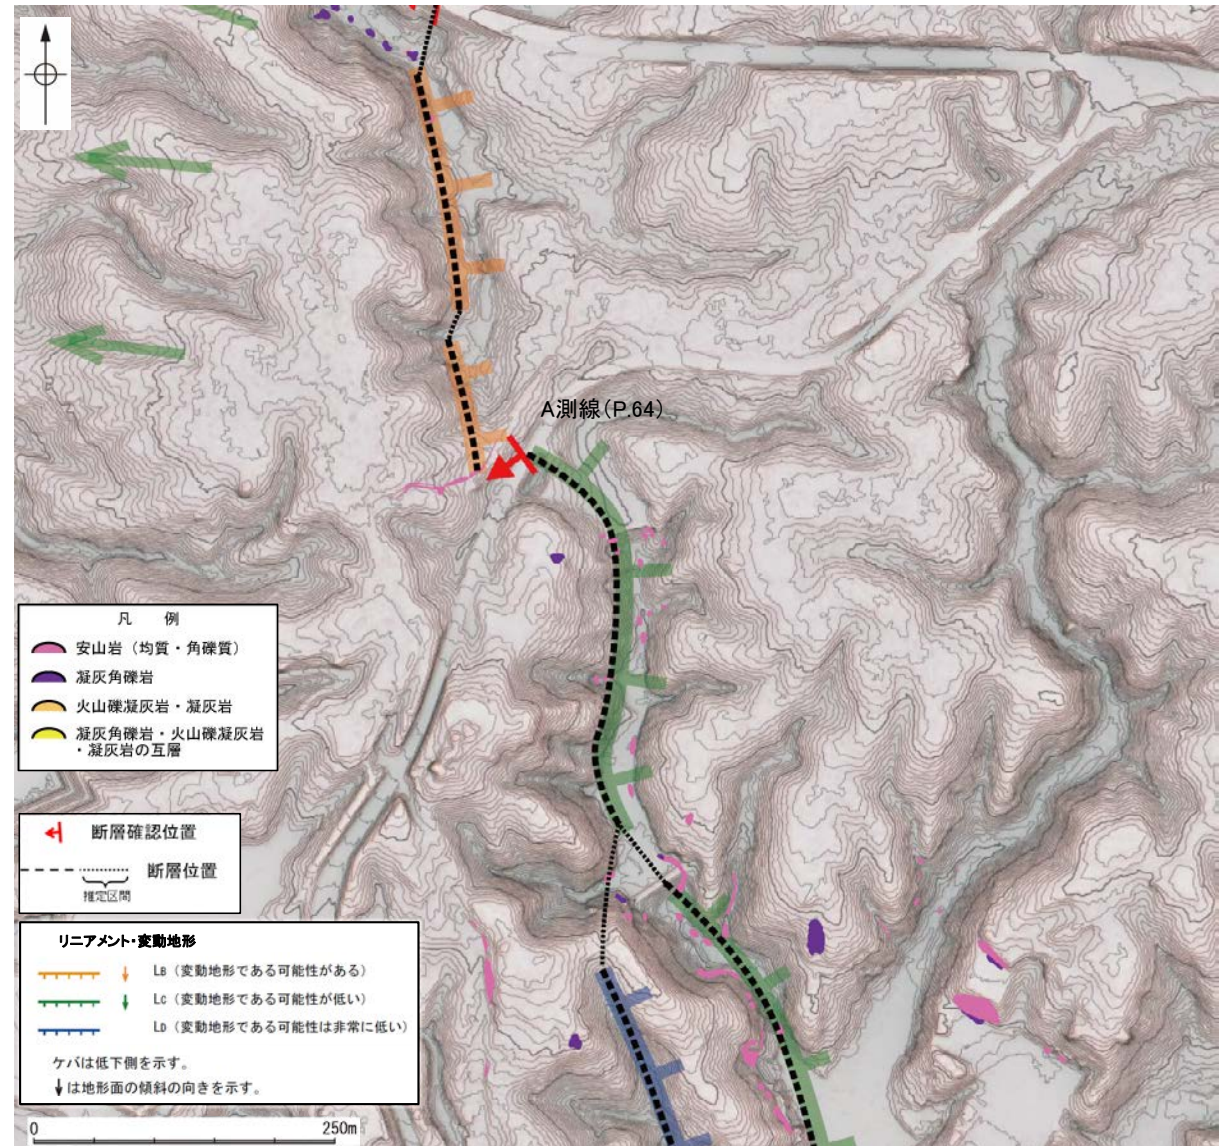 A測線(P.64)
凡 例
安山岩(均質・角礫質)
凝灰角礫岩
火山礫凝灰岩・凝灰岩
凝灰角礫岩・火山礫凝灰岩
・凝灰岩の互層
断層確認位置
断層位置
推定区間
リニアメント・変動地形
LB(変動地形である可能性がある)
LC(変動地形である可能性が低い)
LD(変動地形である可能性は非常に低い)
ケバは低下側を示す。
↓は地形面の傾斜の向きを示す。
0 250m